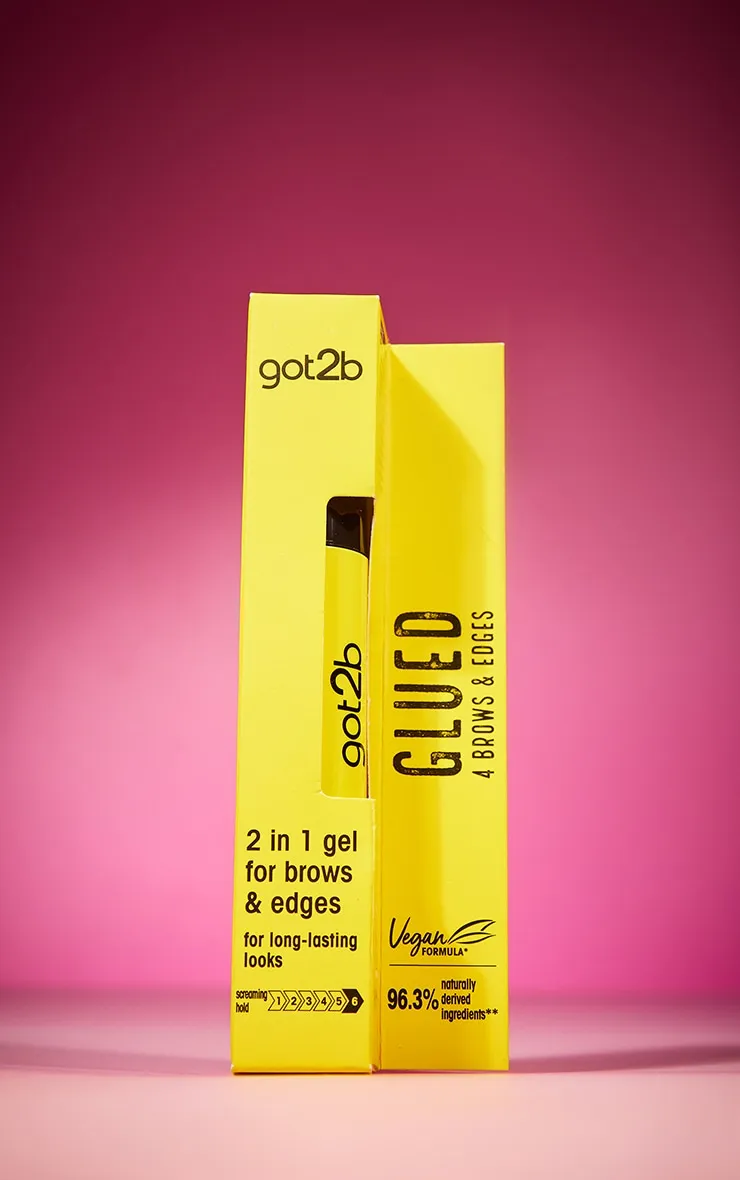 got2b
got2b
2 in 1 gel
for brows
& edges
for long-lasting
looks
screaming
hold
1 2 3 4 5 6
GLUED
4 BROWS & EDGES
Vegan
FORMULA*
96.3% naturally
derived
ingredients**